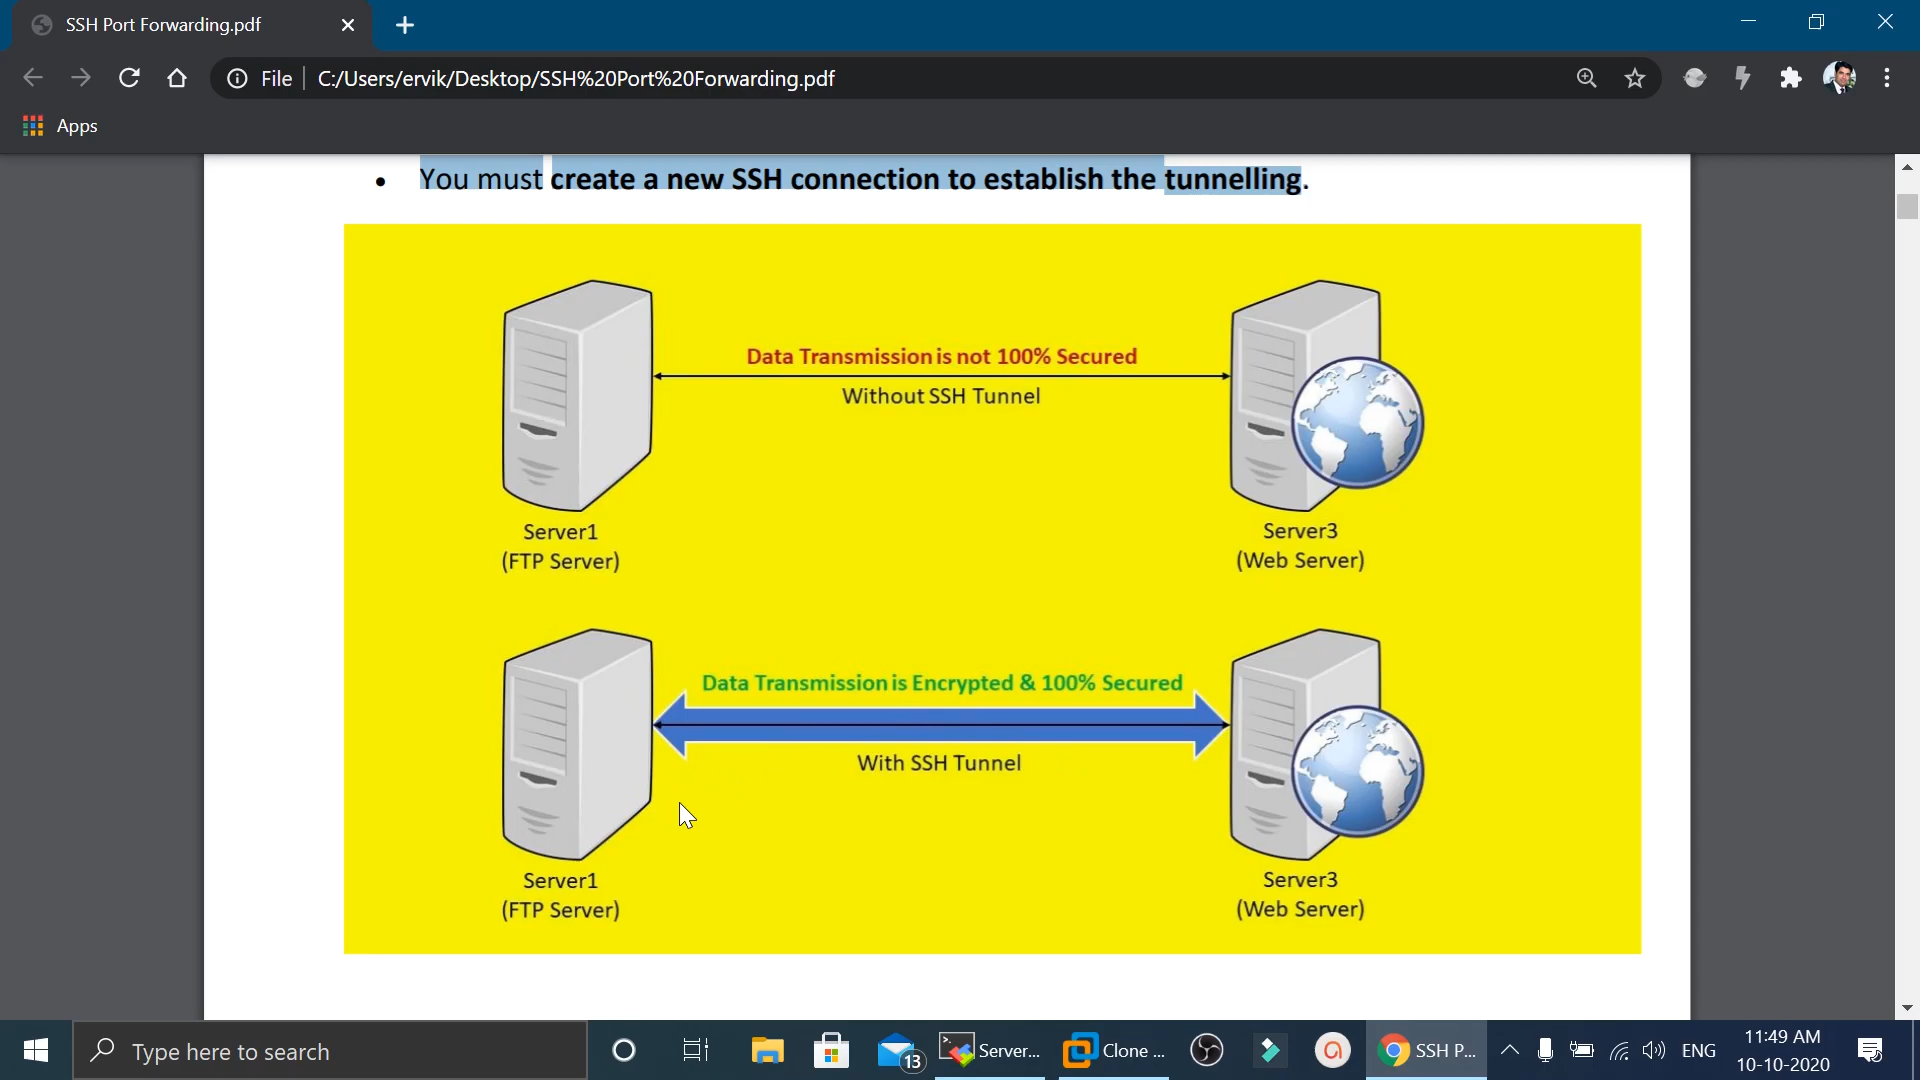 SSH Port Forwarding.pdf
File C:/Users/ervik/Desktop/SSH%20Port%20Forwarding.pdf
Apps
• You must create a new SSH connection to establish the tunnelling.
Data Transmission is not 100% Secured
Without SSH Tunnel
Server1
(FTP Server)
Server3
(Web Server)
Data Transmission is Encrypted & 100% Secured
With SSH Tunnel
Server1
(FTP Server)
Server3
(Web Server)
Type here to search
13
Server...
Clone ...
SSH P...
ENG
11:49 AM
10-10-2020